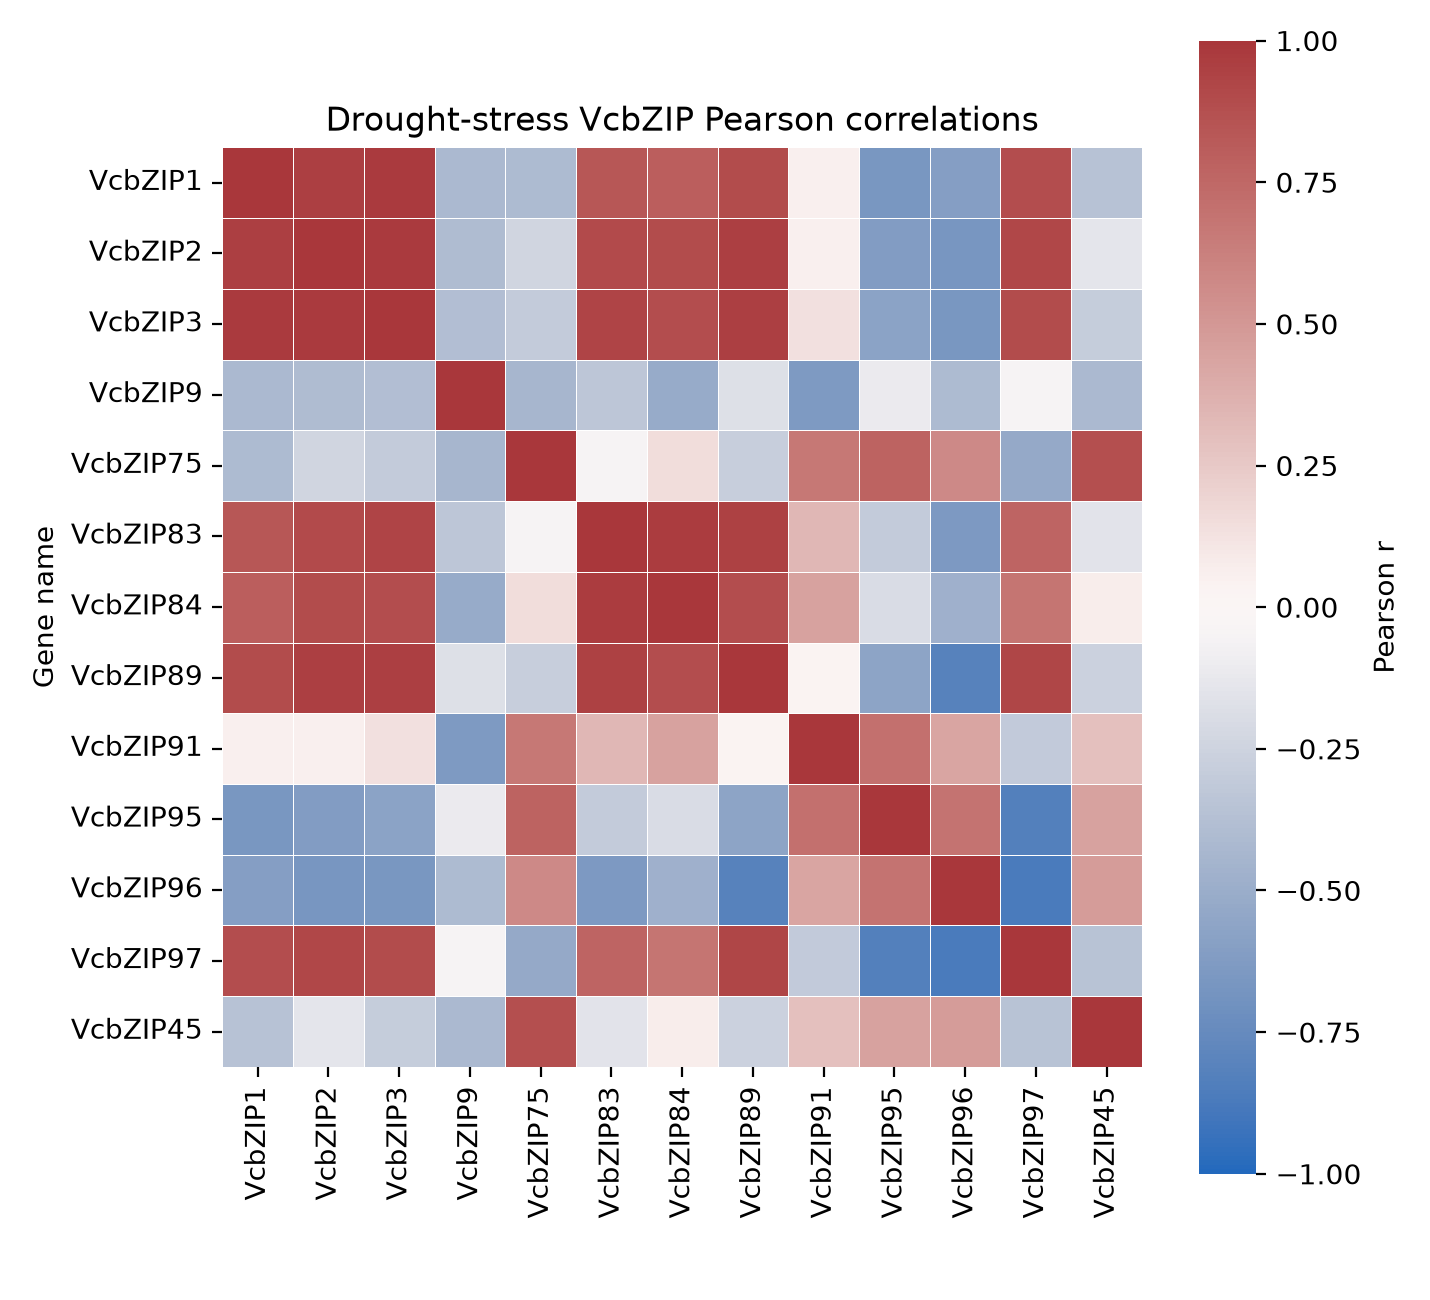 Drought-stress VcbZIP Pearson correlations
Gene name
VcbZIP1
VcbZIP2
VcbZIP3
VcbZIP9
VcbZIP75
VcbZIP83
VcbZIP84
VcbZIP89
VcbZIP91
VcbZIP95
VcbZIP96
VcbZIP97
VcbZIP45
VcbZIP1
VcbZIP2
VcbZIP3
VcbZIP9
VcbZIP75
VcbZIP83
VcbZIP84
VcbZIP89
VcbZIP91
VcbZIP95
VcbZIP96
VcbZIP97
VcbZIP45
1.00
0.75
0.50
0.25
0.00
−0.25
−0.50
−0.75
−1.00
Pearson r